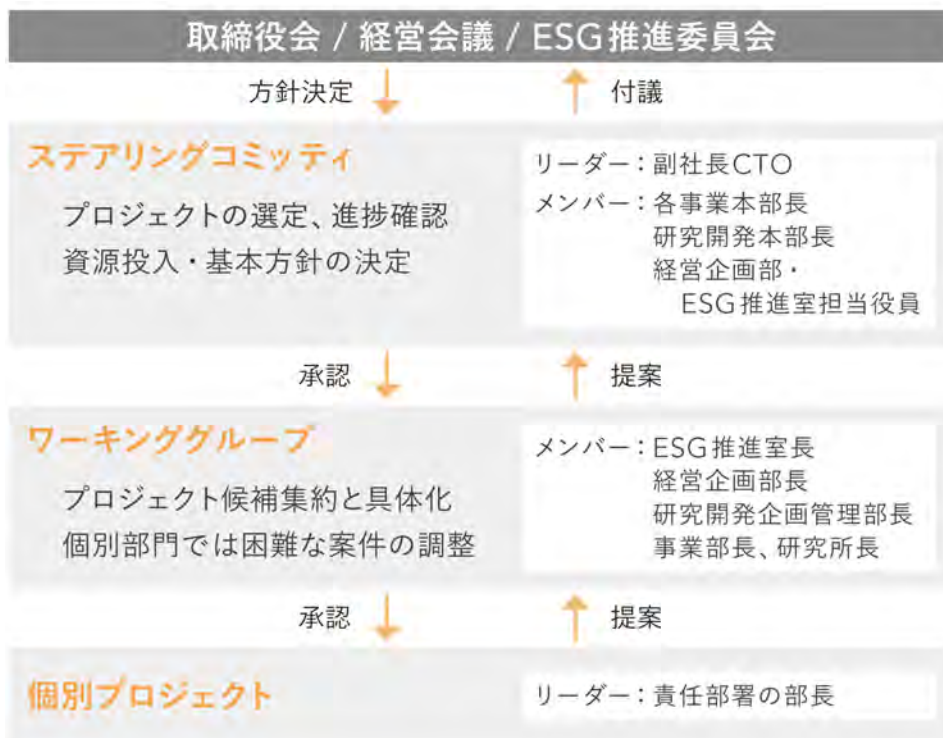 取締役会 / 経営会議 / ESG推進委員会
方針決定
付議
ステアリングコミッティ
プロジェクトの選定、進捗確認
資源投入・基本方針の決定
リーダー：副社長CTO
メンバー：各事業本部長
研究開発本部長
経営企画部・
ESG推進室担当役員
承認
提案
ワーキンググループ
プロジェクト候補集約と具体化
個別部門では困難な案件の調整
メンバー：ESG推進室長
経営企画部長
研究開発企画管理部長
事業部長、研究所長
承認
提案
個別プロジェクト
リーダー：責任部署の部長